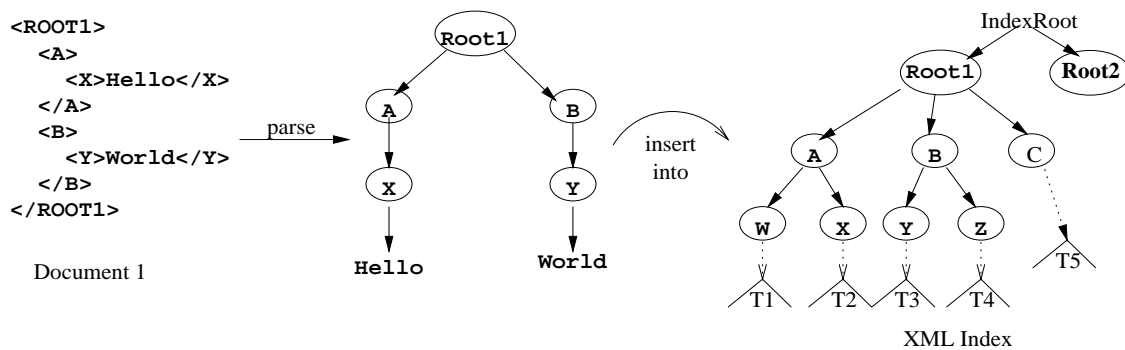 <ROOT1>
<A>
<X>Hello</X>
</A>
<B>
<Y>World</Y>
</B>
</ROOT1>
Document 1
parse
Root1
A
B
X
Y
Hello
World
insert
into
IndexRoot
Root1
Root2
A
B
C
W
X
Y
Z
T1
T2
T3
T4
T5
XML Index